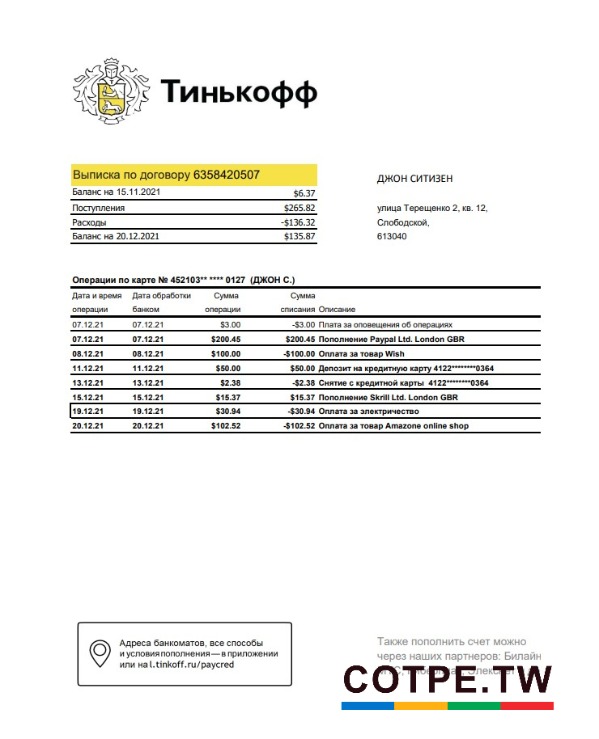 Тинькофф
Выписка по договору 6358420507
Баланс на 15.11.2021 $6.37
Поступления $265.82
Расходы -$136.32
Баланс на 20.12.2021 $135.87
ДЖОН СИТИЗЕН
улица Терещенко 2, кв. 12,
Слободской,
613040
Операции по карте № 452103** **** 0127 (ДЖОН С.)
Дата и время Дата обработки Сумма Сумма
операции банком операции списания Описание
07.12.21 07.12.21 $3.00 -$3.00 Плата за оповещения об операциях
07.12.21 07.12.21 $200.45 $200.45 Пополнение Paypal Ltd. London GBR
08.12.21 08.12.21 $100.00 -$100.00 Оплата за товар Wish
11.12.21 11.12.21 $50.00 $50.00 Депозит на кредитную карту 4122********0364
13.12.21 13.12.21 $2.38 -$2.38 Снятие с кредитной карты 4122********0364
15.12.21 15.12.21 $15.37 $15.37 Пополнение Skrill Ltd. London GBR
19.12.21 19.12.21 $30.94 -$30.94 Оплата за электричество
20.12.21 20.12.21 $102.52 -$102.52 Оплата за товар Amazone online shop
Адреса банкоматов, все способы
и условия пополнения — в приложении
или на l.tinkoff.ru/paycred
Также пополнить счет можно
через наших партнеров: Билайн
COTPE.TW